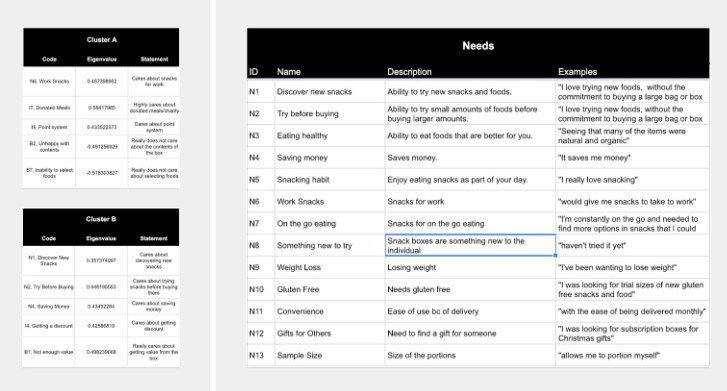 Cluster A
Code Eigenvalue Statement
N6, Work Snacks 0.457398652 Cares about snacks
for work
I7, Donated Meals Highly cares about
donated meals/charity
I6, Point system 0.433522373 Cares about point
system
B2, Unhappy with
contents
-0.491256629 Really does not care
about the contents of
the box
B7, Inability to select
foods
-0.518303827 Really does not care
about selecting foods
Cluster B
Code Eigenvalue Statement
N1, Discover New
Snacks
Cares about
discovering new
snacks
N2, Try Before Buying Cares about trying
snacks before buying
them
N4, Saving Money 0.43492264 Cares about saving
money
I4, Getting a discount 0.42586819 Cares about getting
discount
B1, Not enough value 0.498239668 Really cares about
getting value from the
box
Needs
ID Name Description Examples
N1 Discover new snacks Ability to try new snacks and foods. "I love trying new foods, without the
commitment to buying a large bag or box
N2 Try before buying Ability to try small amounts of foods before
buying larger amounts.
"I love trying new foods, without the
commitment to buying a large bag or box
N3 Eating healthy Ability to eat foods that are better for you. "Seeing that many of the items were
natural and organic"
N4 Saving money Saves money. "It saves me money"
N5 Snacking habit Enjoy eating snacks as part of your day. "I really love snacking"
N6 Work Snacks Snacks for work "would give me snacks to take to work"
N7 On the go eating Snacks for on the go eating "I'm constantly on the go and needed to
find more options in snacks that I could
N8 Something new to try Snack boxes are something new to the
individual
"haven't tried it yet"
N9 Weight Loss Losing weight "I've been wanting to lose weight"
N10 Gluten Free Needs gluten free "I was looking for trial sizes of new gluten
free snacks and food"
N11 Convenience Ease of use bc of delivery "with the ease of being delivered monthly"
N12 Gifts for Others Need to find a gift for someone "I was looking for subscription boxes for
Christmas gifts"
N13 Sample Size Size of the portions "allows me to portion myself"